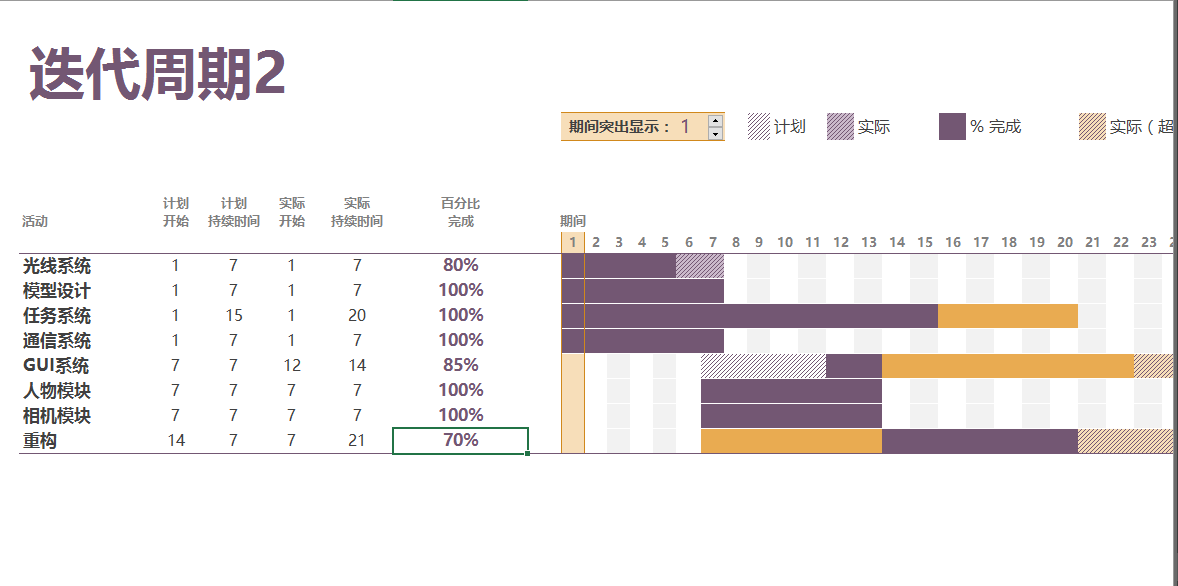 迭代周期2
期间突出显示： 1 计划 实际 % 完成 实际（超
计划 计划 实际 实际 百分比
活动 开始 持续时间 开始 持续时间 完成 期间
1 2 3 4 5 6 7 8 9 10 11 12 13 14 15 16 17 18 19 20 21 22 23
光线系统 1 7 1 7 80%
模型设计 1 7 1 7 100%
任务系统 1 15 1 20 100%
通信系统 1 7 1 7 100%
GUI系统 7 7 12 14 85%
人物模块 7 7 7 7 100%
相机模块 7 7 7 7 100%
重构 14 7 7 21 70%